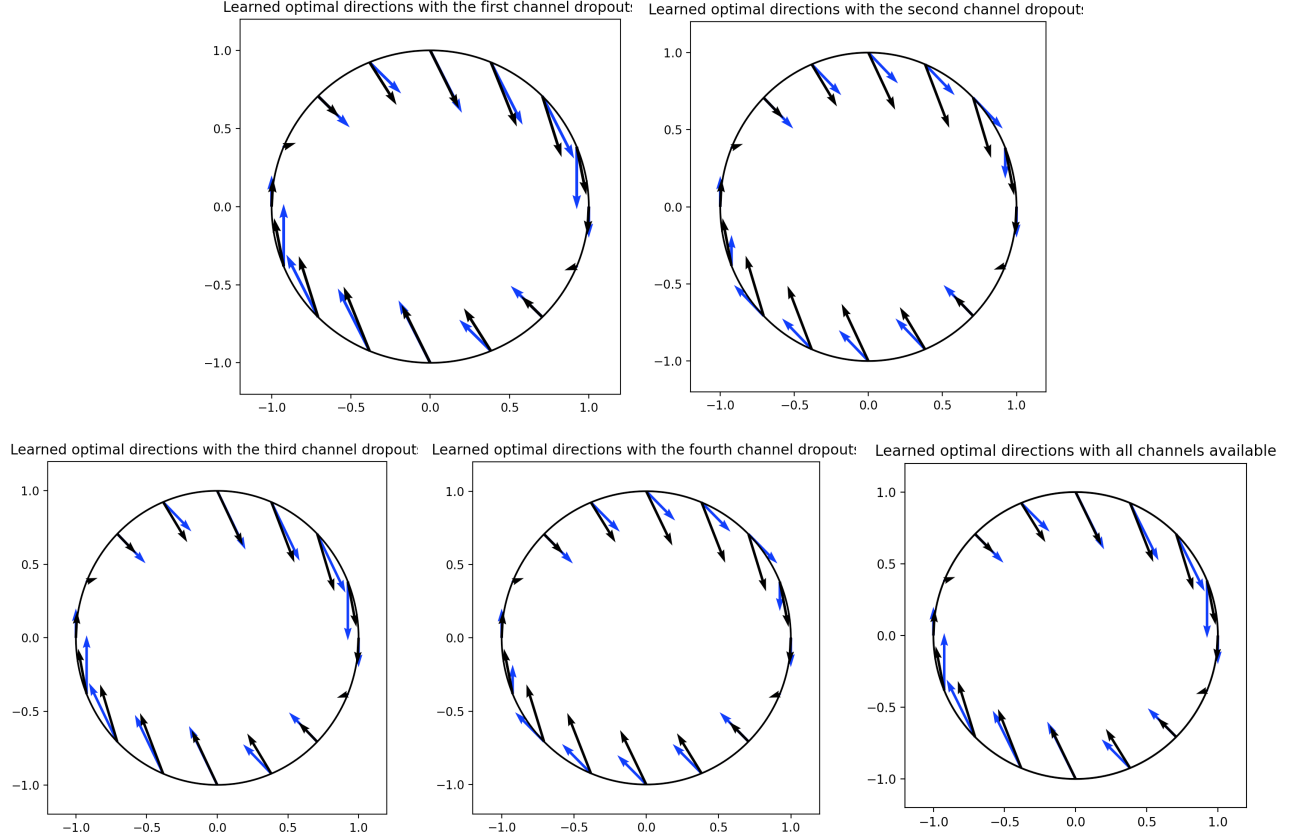 Learned optimal directions with the first channel dropouts
1.0
0.5
0.0
−0.5
−1.0
−1.0 −0.5 0.0 0.5 1.0
Learned optimal directions with the second channel dropouts
1.0
0.5
0.0
−0.5
−1.0
−1.0 −0.5 0.0 0.5 1.0
Learned optimal directions with the third channel dropouts
1.0
0.5
0.0
−0.5
−1.0
−1.0 −0.5 0.0 0.5 1.0
Learned optimal directions with the fourth channel dropouts
1.0
0.5
0.0
−0.5
−1.0
−1.0 −0.5 0.0 0.5 1.0
Learned optimal directions with all channels available
1.0
0.5
0.0
−0.5
−1.0
−1.0 −0.5 0.0 0.5 1.0